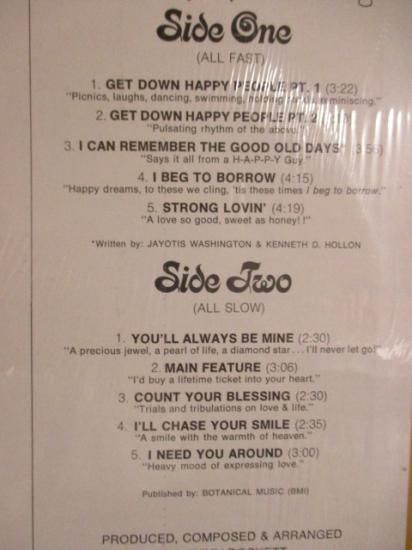 Side One
(ALL FAST)
1. GET DOWN HAPPY PEOPLE PT. 1 (3:22)
"Picnics, laughs, dancing, swimming, holding hands, reminiscing."
2. GET DOWN HAPPY PEOPLE PT. 2
"Pulsating rhythm of the above."
3. I CAN REMEMBER THE GOOD OLD DAYS* (3:56)
"Says it all from a H-A-P-P-Y Guy."
4. I BEG TO BORROW (4:15)
"Happy dreams, to these we cling, 'tis these times I beg to borrow."
5. STRONG LOVIN' (4:19)
"A love so good, sweet as honey!!"
*Written by: JAYOTIS WASHINGTON & KENNETH D. HOLLON
Side Two
(ALL SLOW)
1. YOU'LL ALWAYS BE MINE (2:30)
"A precious jewel, a pearl of life, a diamond star...I'll never let go!"
2. MAIN FEATURE (3:06)
"I'd buy a lifetime ticket into your heart."
3. COUNT YOUR BLESSING (2:30)
"Trials and tribulations on love & life."
4. I'LL CHASE YOUR SMILE (2:35)
"A smile with the warmth of heaven."
5. I NEED YOU AROUND (3:00)
"Heavy mood of expressing love."
Published by: BOTANICAL MUSIC (BMI)
PRODUCED, COMPOSED & ARRANGED